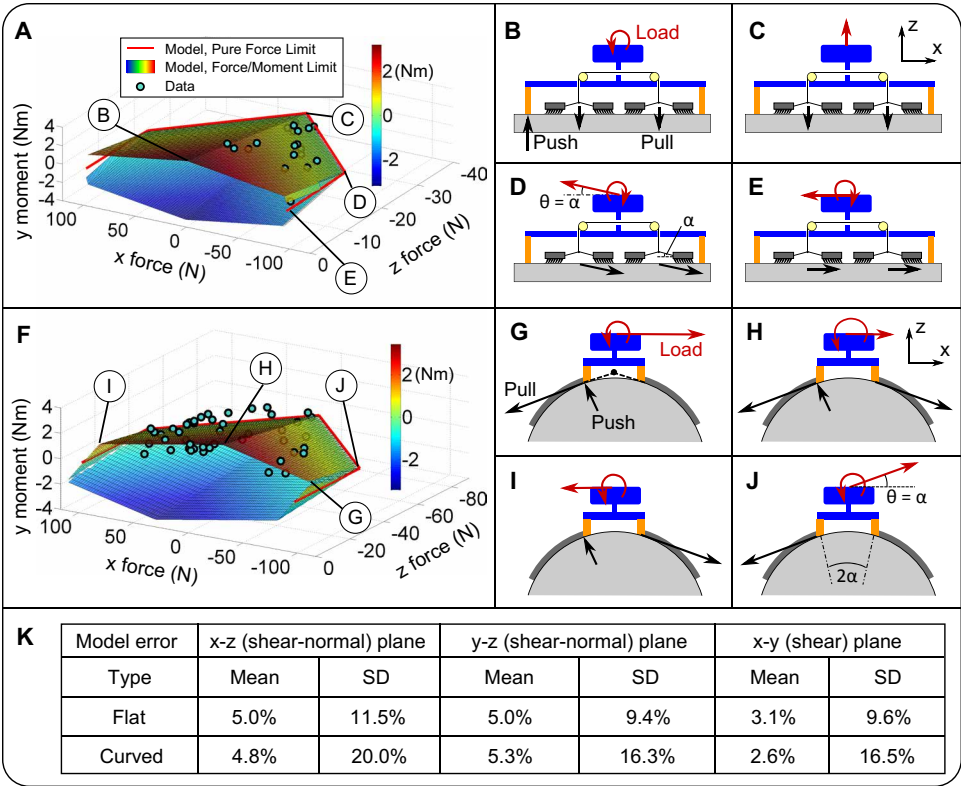 A
Model, Pure Force Limit
Model, Force/Moment Limit
Data
2 (Nm)
0
-2
B
C
D
E
y moment (Nm)
4
2
0
-2
-4
100
50
0
-50
-100
x force (N)
0
-10
-20
-30
-40
z force (N)
B
Load
Push
Pull
C
z
x
D
θ = α
α
E
F
2 (Nm)
0
-2
I
H
J
G
y moment (Nm)
4
2
0
-2
-4
100
50
0
-50
-100
x force (N)
0
-20
-40
-60
-80
z force (N)
G
Load
Pull
Push
H
z
x
I
J
θ = α
2α
K
Model error x-z (shear-normal) plane y-z (shear-normal) plane x-y (shear) plane
Type Mean SD Mean SD Mean SD
Flat 5.0% 11.5% 5.0% 9.4% 3.1% 9.6%
Curved 4.8% 20.0% 5.3% 16.3% 2.6% 16.5%